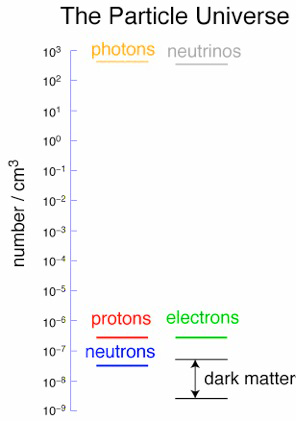 The Particle Universe
number / cm³
10³
10²
10¹
10⁰
10⁻¹
10⁻²
10⁻³
10⁻⁴
10⁻⁵
10⁻⁶
10⁻⁷
10⁻⁸
10⁻⁹
photons
neutrinos
protons
electrons
neutrons
dark matter